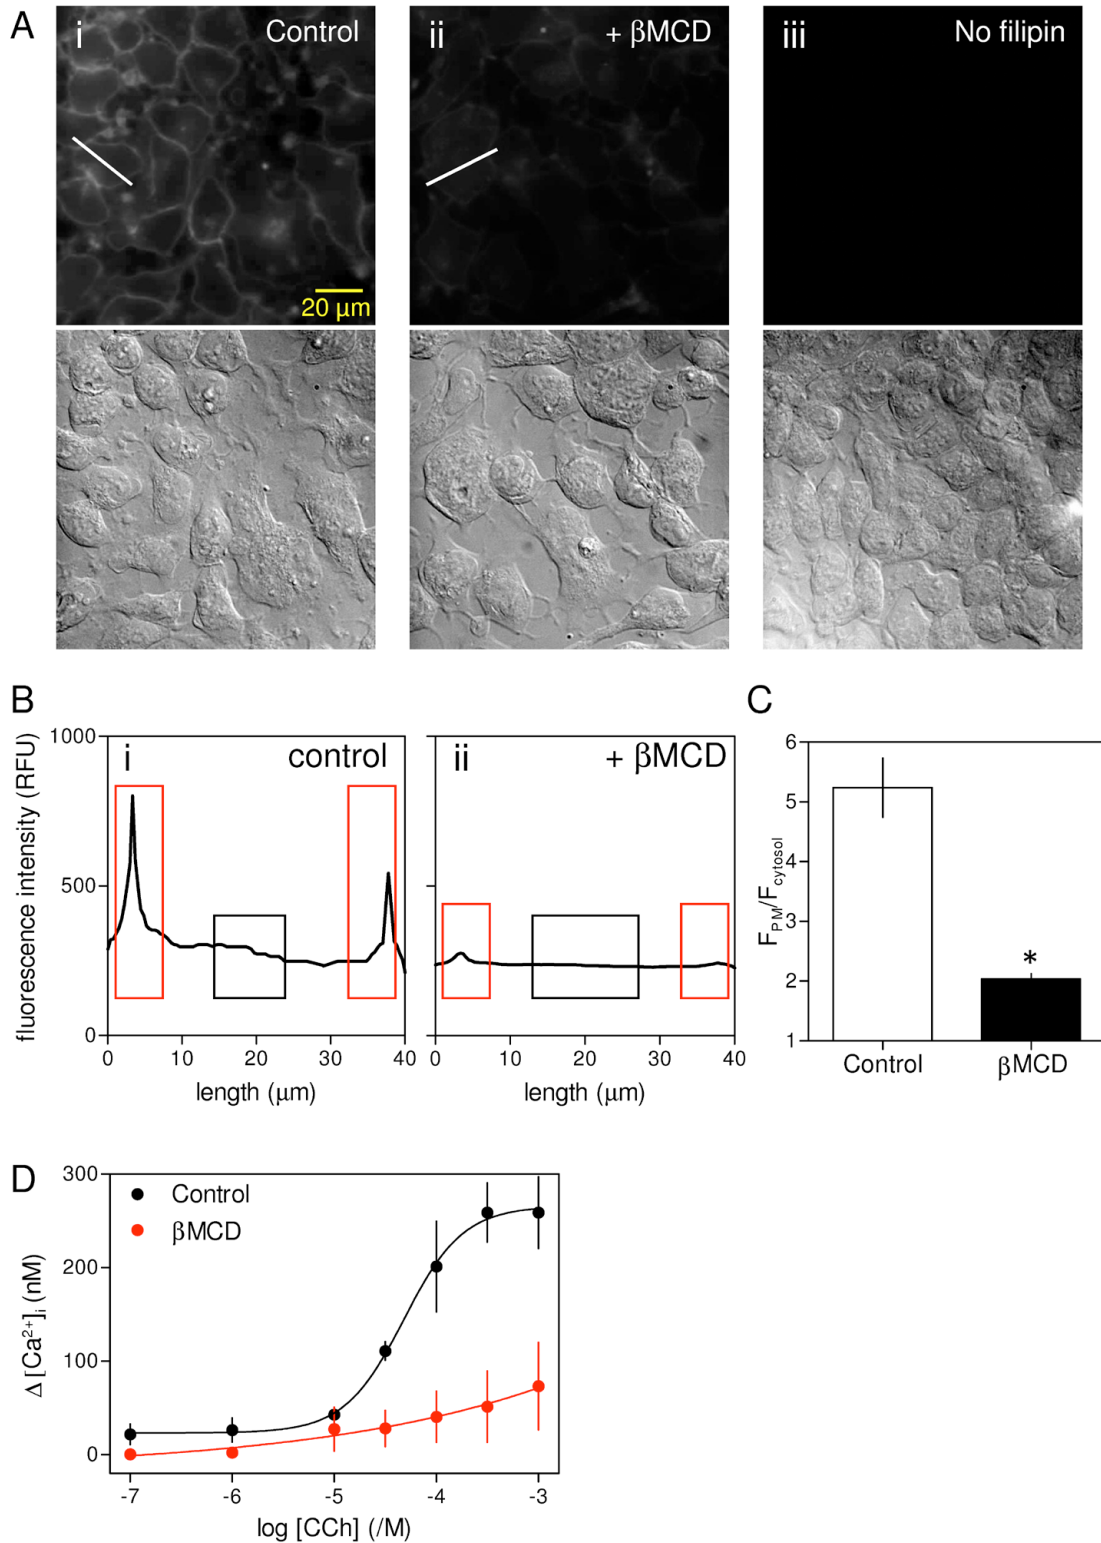 A
i Control
ii + βMCD
iii No filipin
20 µm
B
C
fluorescence intensity (RFU)
1000
500
0
i control
ii + βMCD
0 10 20 30 40
0 10 20 30 40
length (µm)
length (µm)
F_PM/F_cytosol
6
5
4
3
2
1
*
Control βMCD
D
Δ [Ca²⁺]ᵢ (nM)
300
200
100
0
Control
βMCD
-7 -6 -5 -4 -3
log [CCh] (/M)